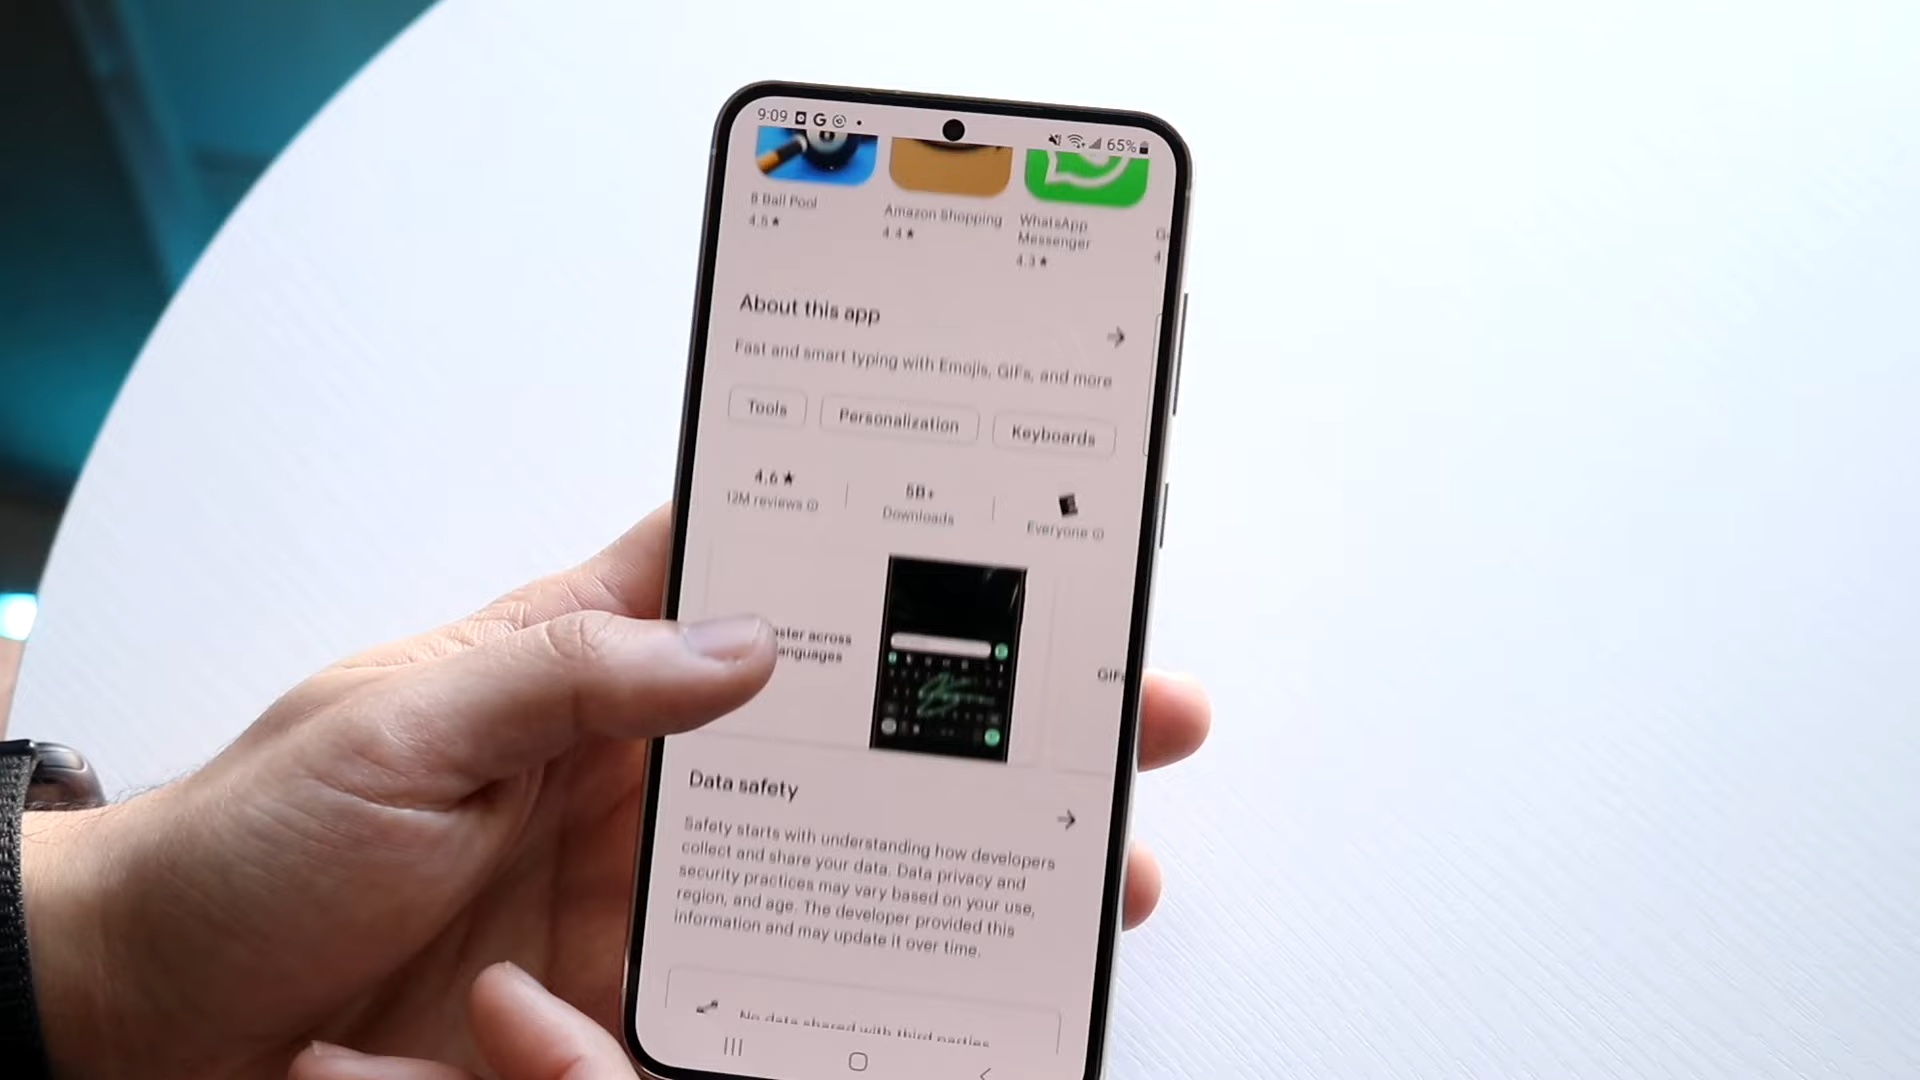 9:09
65%
8 Ball Pool
4.5★
Amazon Shopping
4.4★
WhatsApp
Messenger
4.3★
4
About this app
Fast and smart typing with Emojis, GIFs, and more
Tools
Personalization
Keyboards
4.6★
12M reviews
Downloads
Everyone
aster across
anguages
GIFs
Data safety
Safety starts with understanding how developers
collect and share your data. Data privacy and
security practices may vary based on your use,
region, and age. The developer provided this
information and may update it over time.
No data shared with third parties